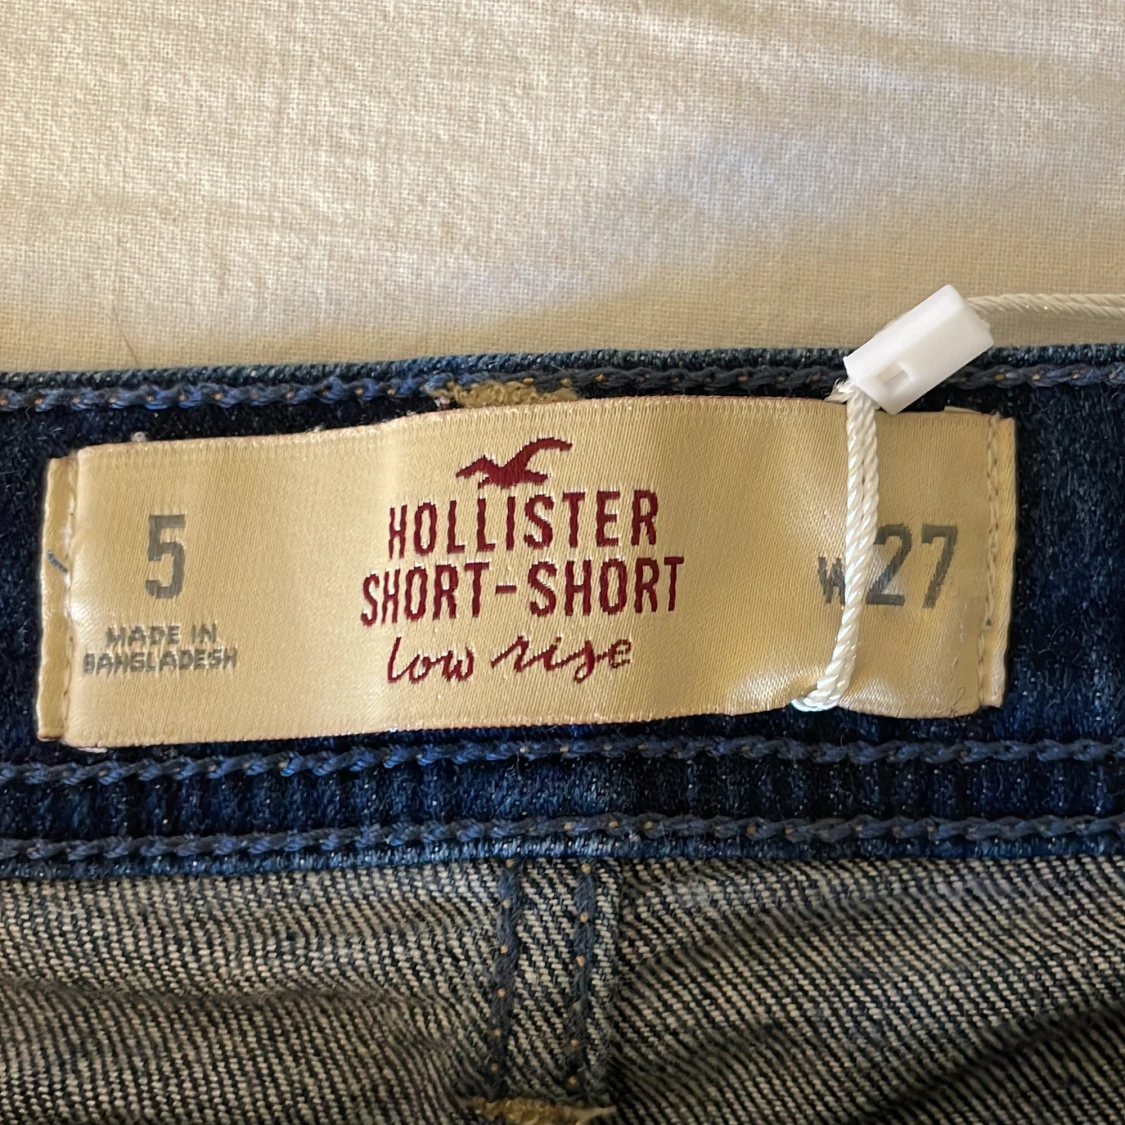 5
MADE IN
BANGLADESH
HOLLISTER
SHORT-SHORT
low rise
W 27